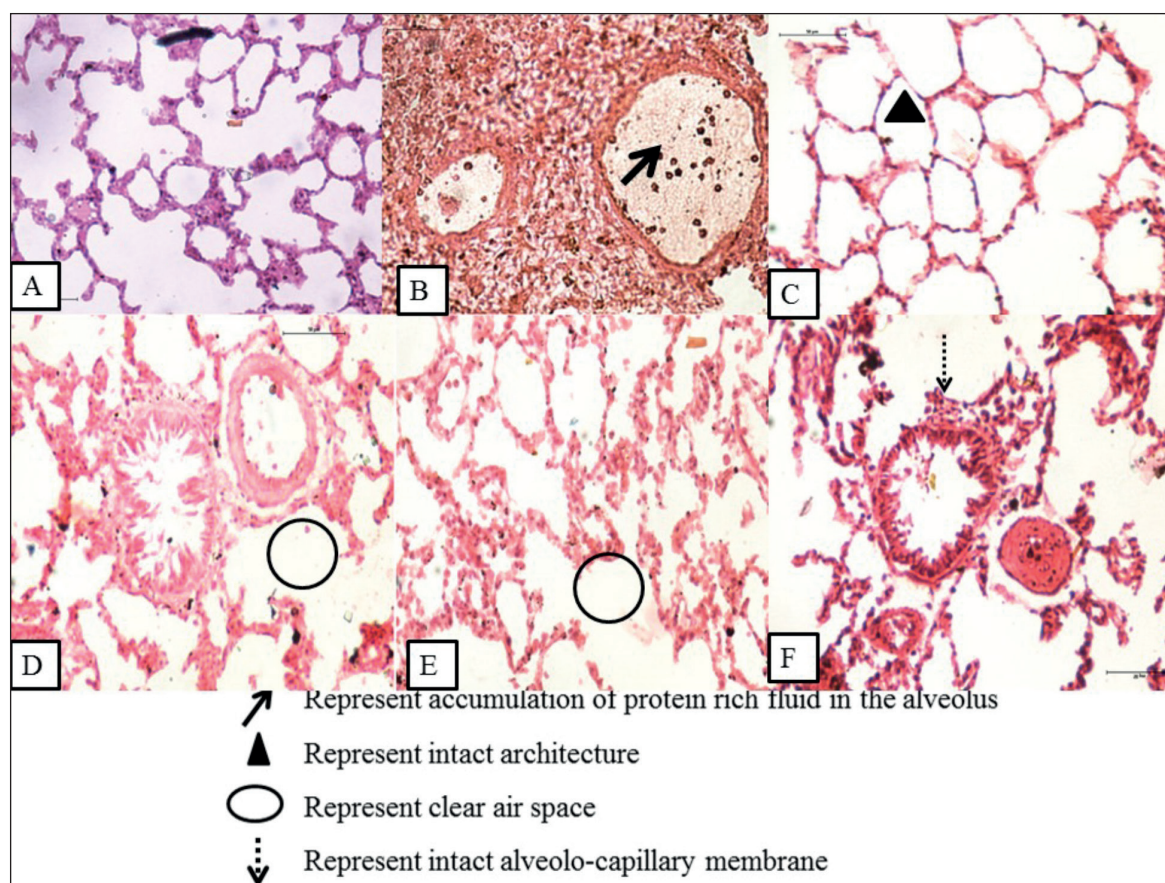 A
B
C
D
E
F
Represent accumulation of protein rich fluid in the alveolus
Represent intact architecture
Represent clear air space
Represent intact alveolo-capillary membrane